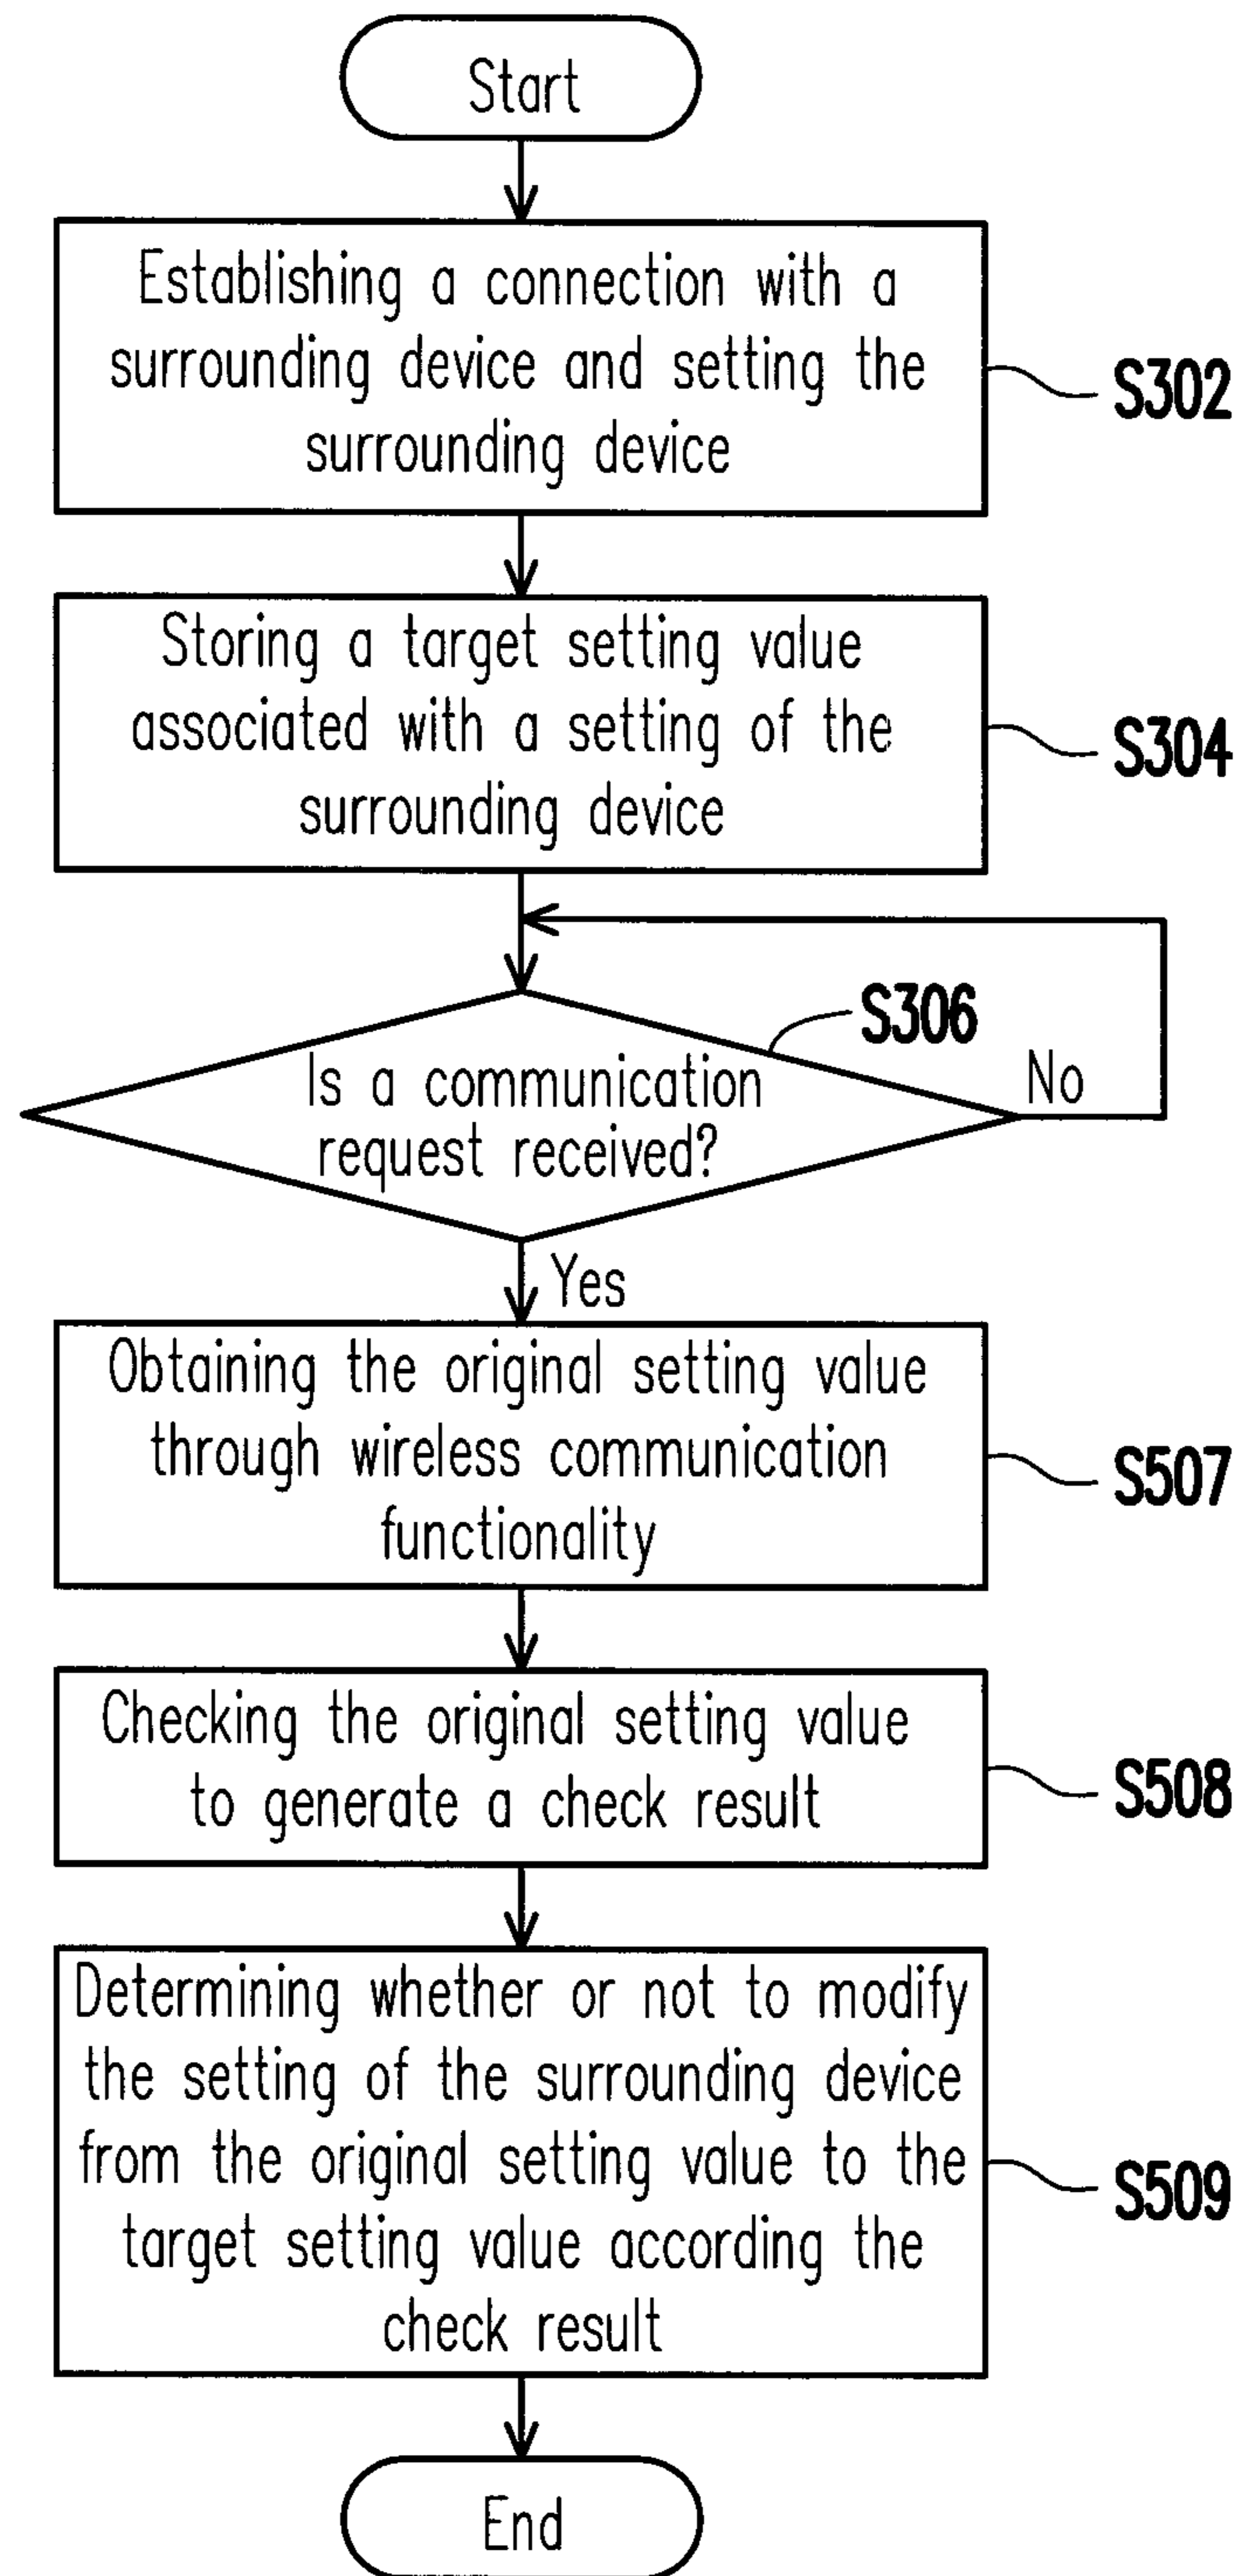 Start
Establishing a connection with a
surrounding device and setting the
surrounding device
S302
Storing a target setting value
associated with a setting of the
surrounding device
S304
S306
Is a communication
request received?
No
Yes
Obtaining the original setting value
through wireless communication
functionality
S507
Checking the original setting value
to generate a check result
S508
Determining whether or not to modify
the setting of the surrounding device
from the original setting value to the
target setting value according the
check result
S509
End